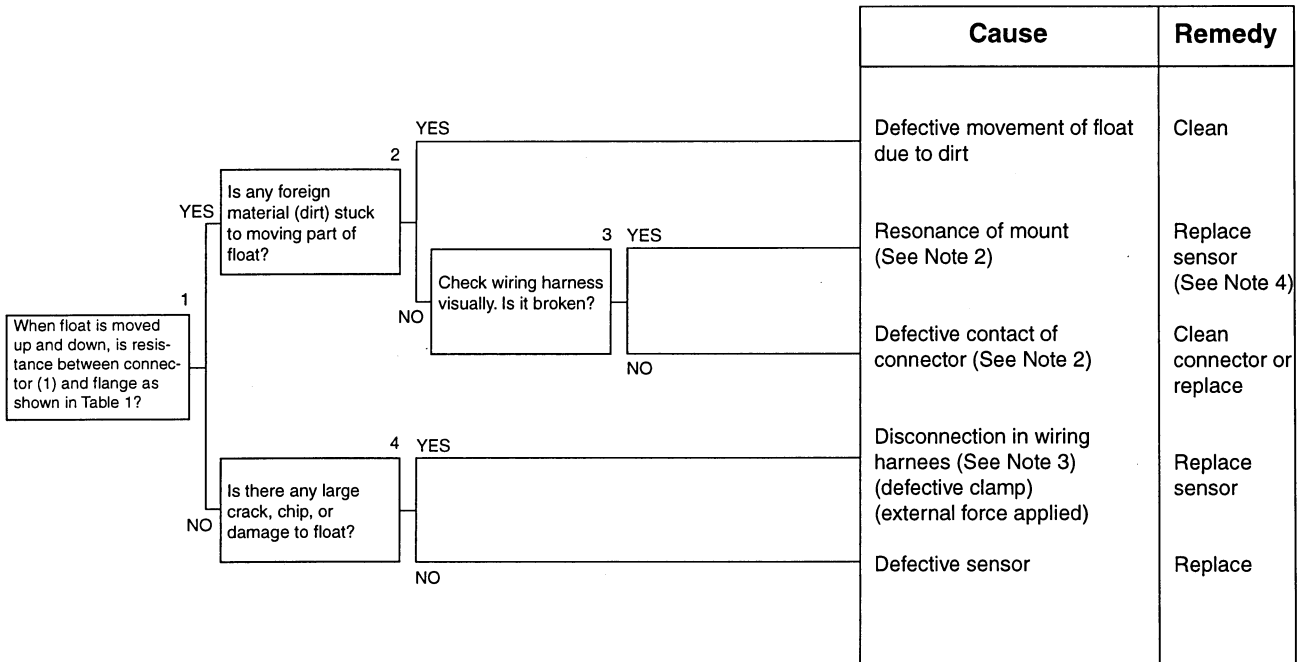 Cause
Remedy
YES
Defective movement of float
due to dirt
Clean
2
Is any foreign
material (dirt) stuck
to moving part of
float?
YES
3
YES
Resonance of mount
(See Note 2)
Replace
sensor
(See Note 4)
Check wiring harness
visually. Is it broken?
1
NO
When float is moved
up and down, is resis-
tance between connec-
tor (1) and flange as
shown in Table 1?
Defective contact of
connector (See Note 2)
Clean
connector or
replace
NO
4
YES
Disconnection in wiring
harnees (See Note 3)
(defective clamp)
(external force applied)
Replace
sensor
Is there any large
crack, chip, or
damage to float?
NO
NO
Defective sensor
Replace